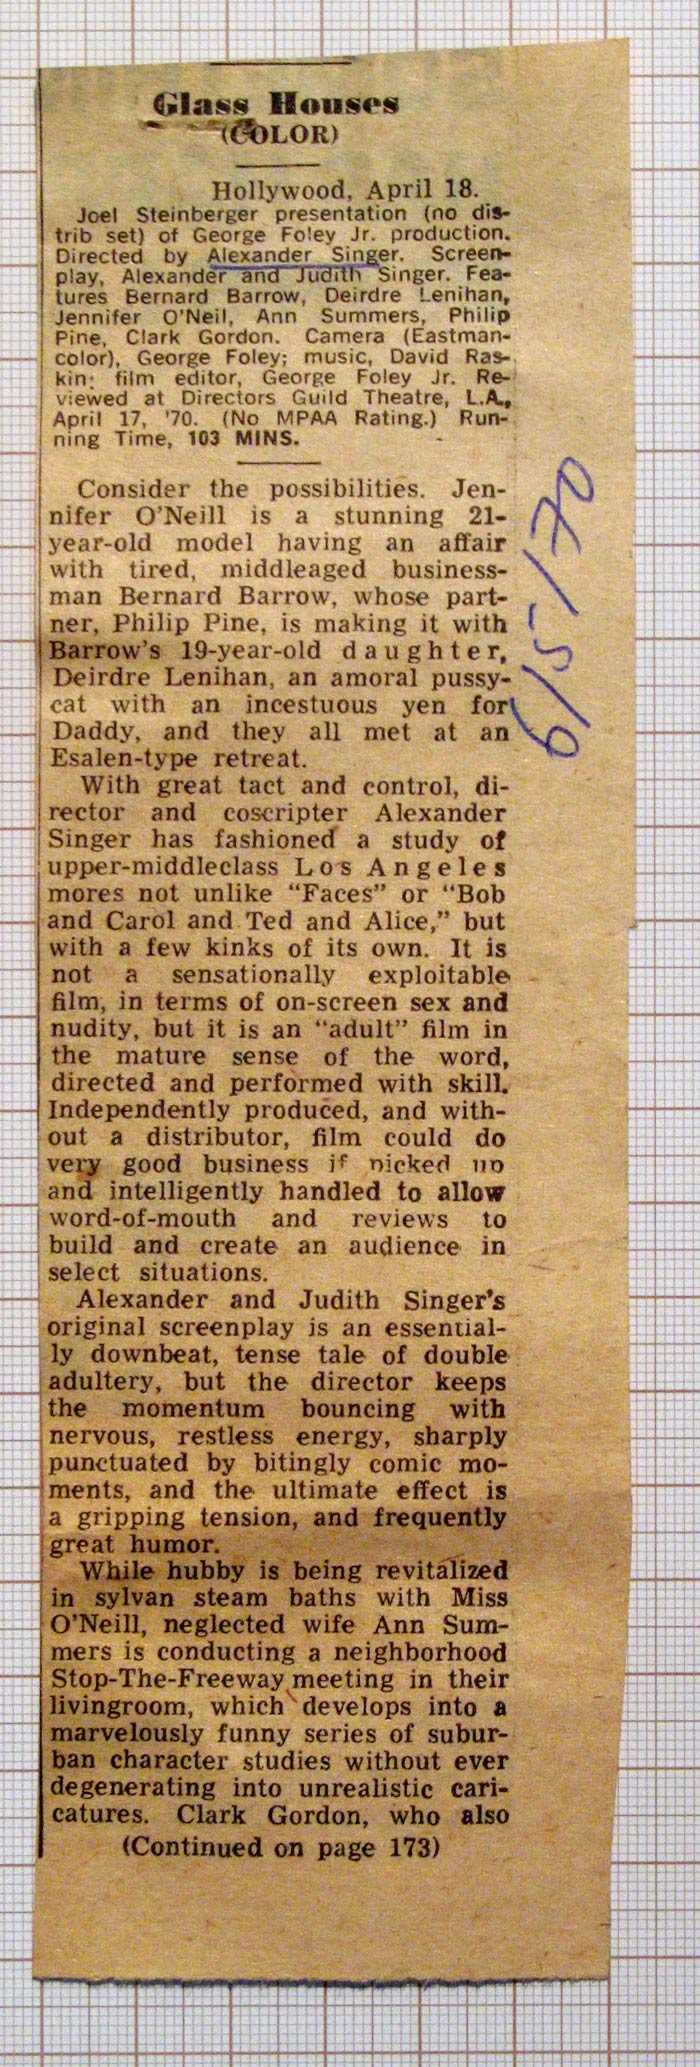 Glass Houses
(COLOR)
Hollywood, April 18.
Joel Steinberger presentation (no dis-
trib set) of George Foley Jr. production.
Directed by Alexander Singer. Screen-
play, Alexander and Judith Singer. Fea-
tures Bernard Barrow, Deirdre Lenihan,
Jennifer O'Neil, Ann Summers, Philip
Pine, Clark Gordon. Camera (Eastman-
color), George Foley; music, David Ras-
kin; film editor, George Foley Jr. Re-
viewed at Directors Guild Theatre, L.A.,
April 17, '70. (No MPAA Rating.) Run-
ning Time, 103 MINS.
Consider the possibilities. Jen-
nifer O'Neill is a stunning 21-
year-old model having an affair
with tired, middleaged business-
man Bernard Barrow, whose part-
ner, Philip Pine, is making it with
Barrow's 19-year-old daughter,
Deirdre Lenihan, an amoral pussy-
cat with an incestuous yen for
Daddy, and they all met at an
Esalen-type retreat.
With great tact and control, di-
rector and coscripter Alexander
Singer has fashioned a study of
upper-middleclass Los Angeles
mores not unlike "Faces" or "Bob
and Carol and Ted and Alice," but
with a few kinks of its own. It is
not a sensationally exploitable
film, in terms of on-screen sex and
nudity, but it is an "adult" film in
the mature sense of the word,
directed and performed with skill.
Independently produced, and with-
out a distributor, film could do
very good business if picked up
and intelligently handled to allow
word-of-mouth and reviews to
build and create an audience in
select situations.
Alexander and Judith Singer's
original screenplay is an essential-
ly downbeat, tense tale of double
adultery, but the director keeps
the momentum bouncing with
nervous, restless energy, sharply
punctuated by bitingly comic mo-
ments, and the ultimate effect is
a gripping tension, and frequently
great humor.
While hubby is being revitalized
in sylvan steam baths with Miss
O'Neill, neglected wife Ann Sum-
mers is conducting a neighborhood
Stop-The-Freeway meeting in their
livingroom, which develops into a
marvelously funny series of subur-
ban character studies without ever
degenerating into unrealistic cari-
catures. Clark Gordon, who also
(Continued on page 173)
6/5/70